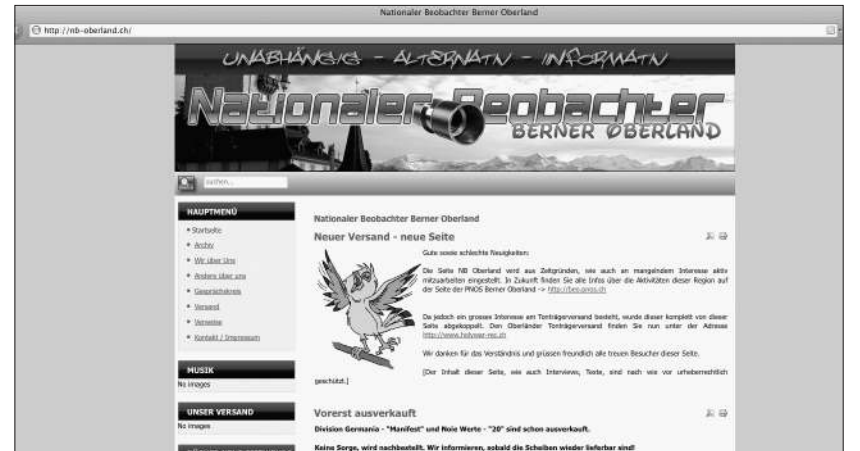 Nationaler Beobachter Berner Oberland
http://nb-oberland.ch/
UNABHÄNGIG - ALTERNATIV - INFORMATIV
Nationaler Beobachter
BERNER OBERLAND
suchen...
HAUPTMENÜ
Startseite
Archiv
Wir über Uns
Andere über uns
Gesprächskreis
Versand
Verweise
Kontakt / Impressum
MUSIK
No images
UNSER VERSAND
No images
Nationaler Beobachter Berner Oberland
Neuer Versand - neue Seite
Gute sowie schlechte Neuigkeiten:
Die Seite NB Oberland wird aus Zeitgründen, wie auch an mangelndem Interesse aktiv
mitzuarbeiten eingestellt. In Zukunft finden Sie alle Infos über die Aktivitäten dieser Region auf
der Seite der PNOS Berner Oberland -> http://beo.pnos.ch
Da jedoch ein grosses Interesse am Tonträgerversand besteht, wurde dieser komplett von dieser
Seite abgekoppelt. Den Oberländer Tonträgerversand finden Sie nun unter der Adresse
http://www.holywar-rec.ch
Wir danken für das Verständnis und grüssen freundlich alle treuen Besucher dieser Seite.
[Der Inhalt dieser Seite, wie auch Interviews, Texte, sind nach wie vor urheberrechtlich
geschützt.]
Vorerst ausverkauft
Division Germania - "Manifest" und Noie Werte - "20" sind schon ausverkauft.
Keine Sorge, wird nachbestellt. Wir informieren, sobald die Scheiben wieder lieferbar sind!